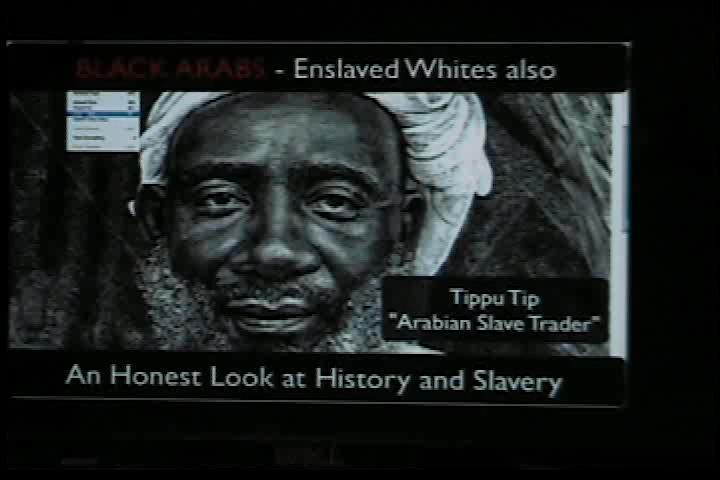 BLACK ARABS - Enslaved Whites also
Tippu Tip
"Arabian Slave Trader"
An Honest Look at History and Slavery